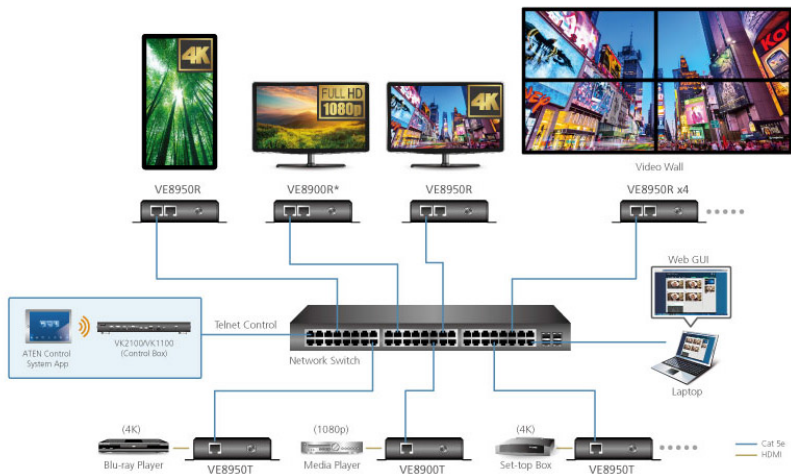 4K
FULL HD
1080p
4K
Video Wall
VE8950R
VE8900R*
VE8950R
VE8950R x4
Web GUI
Telnet Control
ATEN Control
System App
VK2100/VK1100
(Control Box)
Network Switch
Laptop
(4K)
(1080p)
(4K)
Blu-ray Player
VE8950T
Media Player
VE8900T
Set-top Box
VE8950T
Cat 5e
HDMI